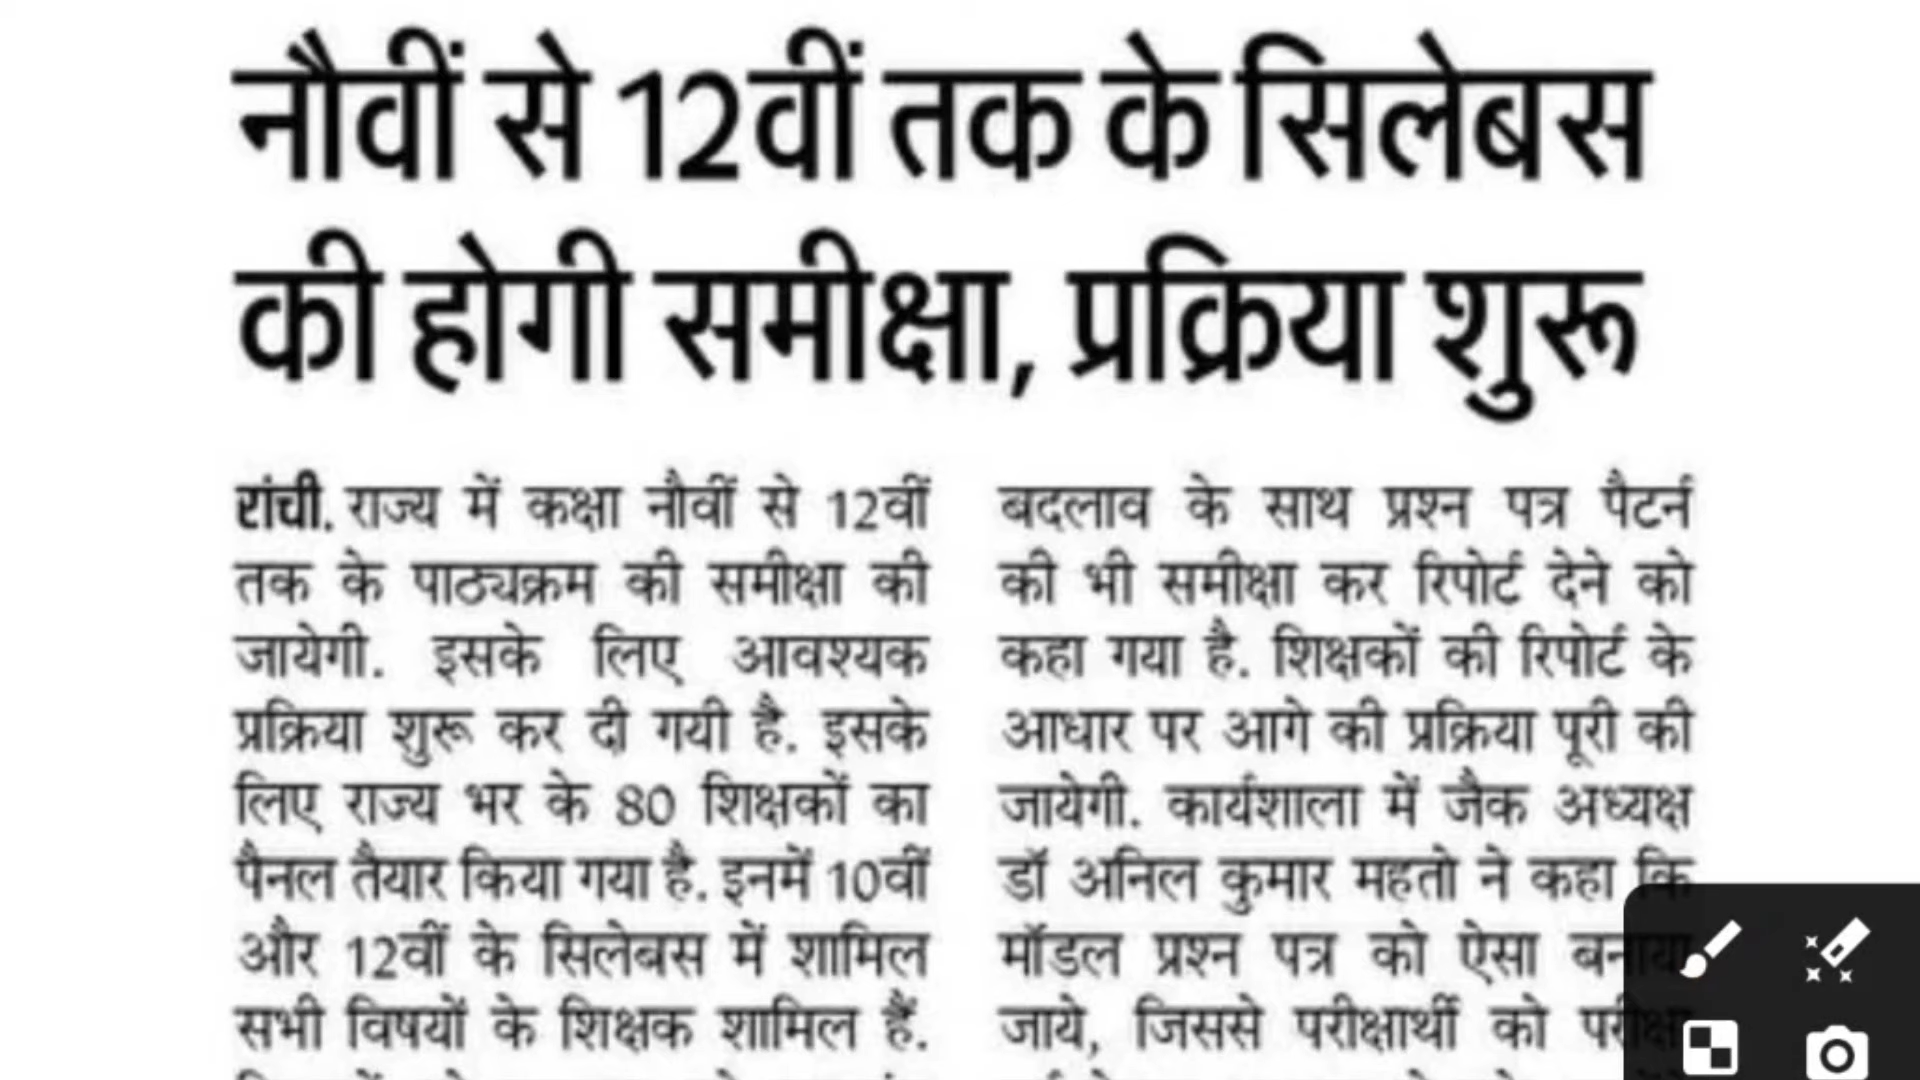 नौवीं से 12वीं तक के सिलेबस
की होगी समीक्षा, प्रक्रिया शुरू
रांची. राज्य में कक्षा नौवीं से 12वीं
तक के पाठ्यक्रम की समीक्षा की
जायेगी. इसके लिए आवश्यक
प्रक्रिया शुरू कर दी गयी है. इसके
लिए राज्य भर के 80 शिक्षकों का
पैनल तैयार किया गया है. इनमें 10वीं
और 12वीं के सिलेबस में शामिल
सभी विषयों के शिक्षक शामिल हैं.
बदलाव के साथ प्रश्न पत्र पैटर्न
की भी समीक्षा कर रिपोर्ट देने को
कहा गया है. शिक्षकों की रिपोर्ट के
आधार पर आगे की प्रक्रिया पूरी की
जायेगी. कार्यशाला में जैक अध्यक्ष
डॉ अनिल कुमार महतो ने कहा कि
मॉडल प्रश्न पत्र को ऐसा बनाया
जाये, जिससे परीक्षार्थी को परीक्षा